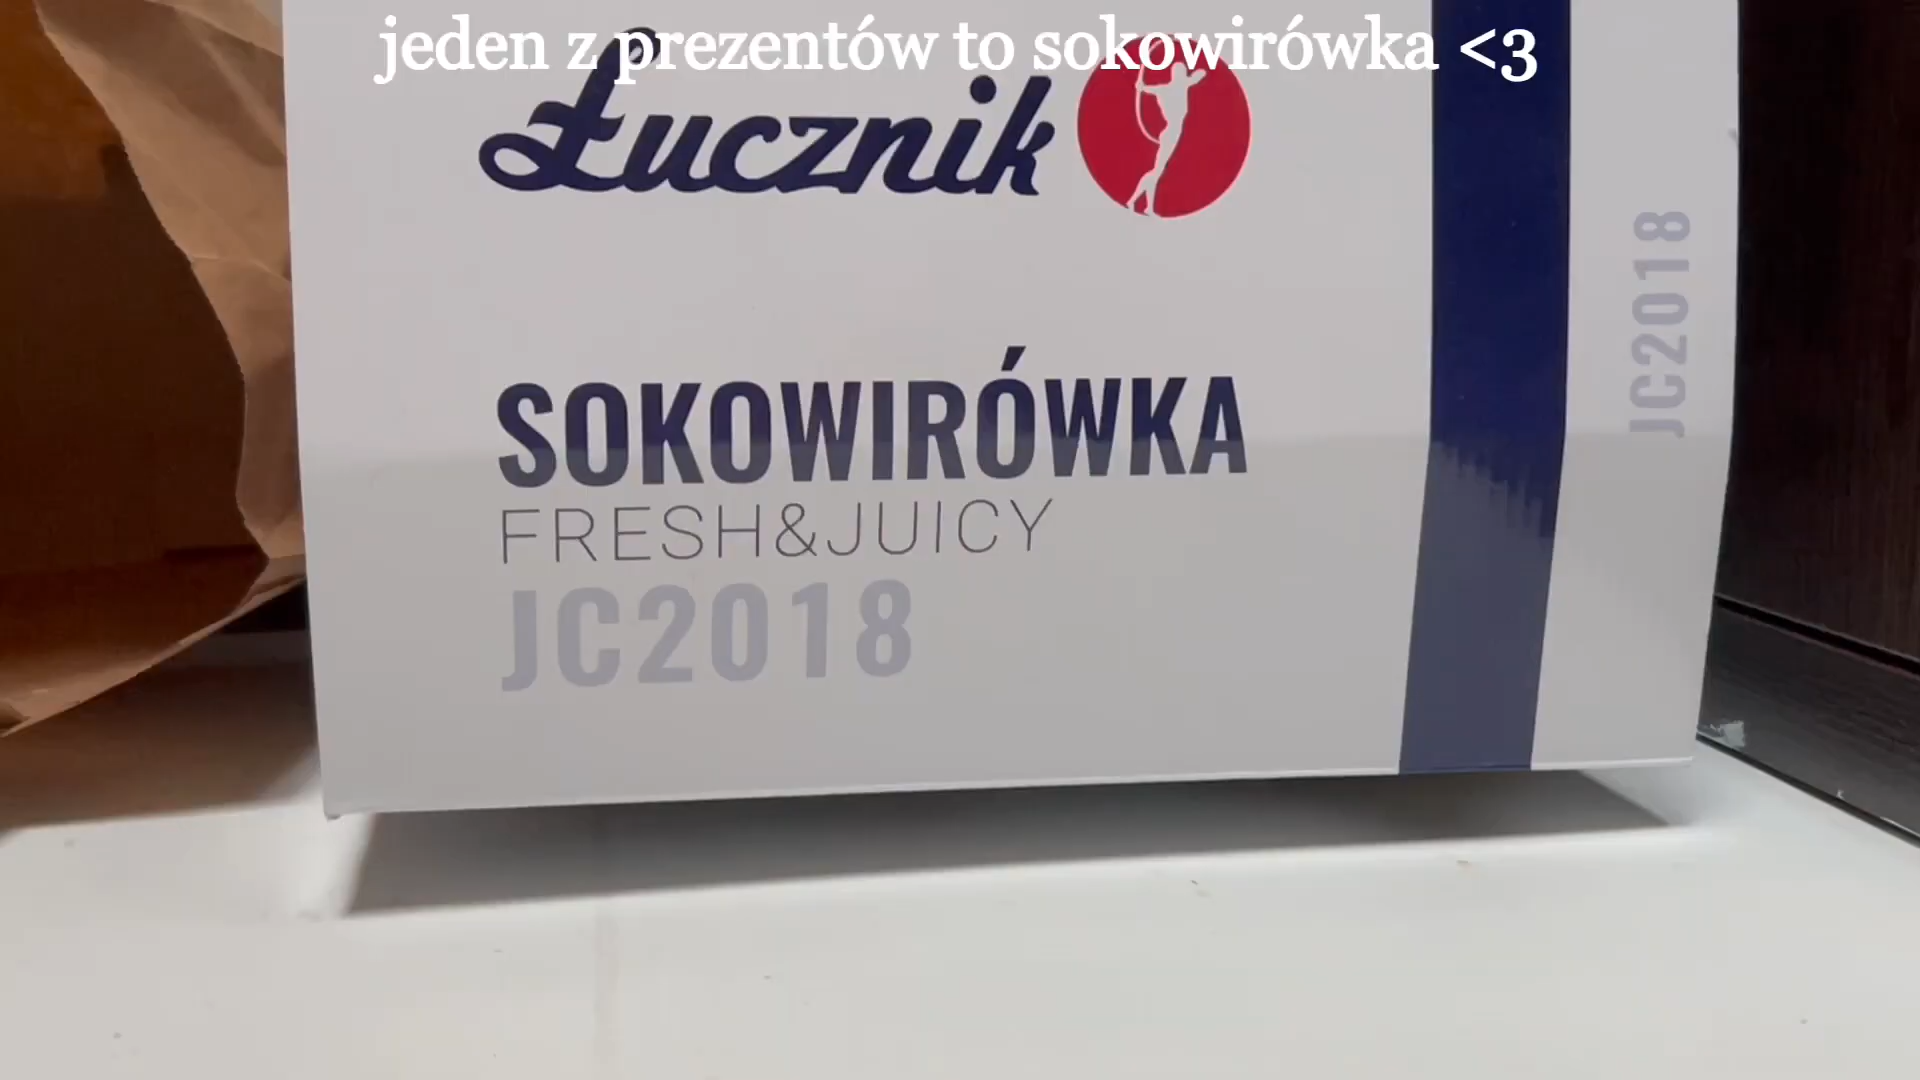 jeden z prezentów to sokowirówka <3
Łucznik
SOKOWIRÓWKA
FRESH&JUICY
JC2018
JC2018